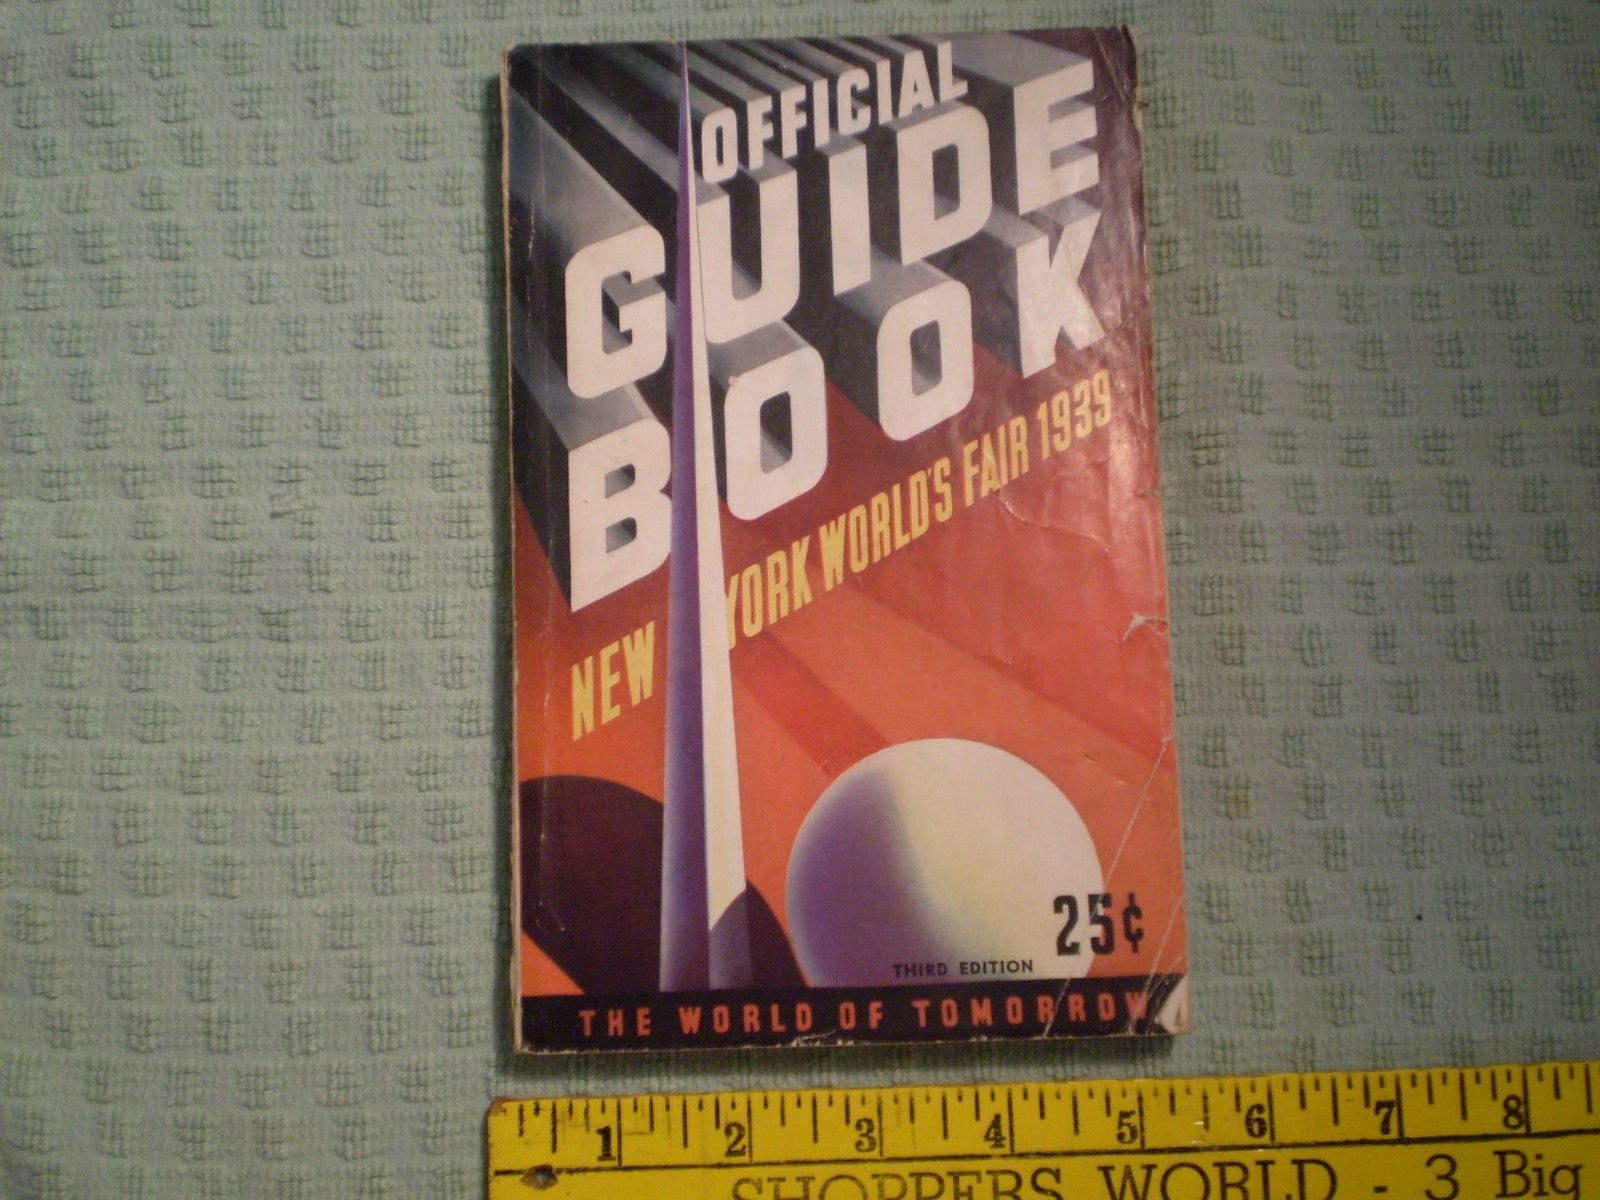 OFFICIAL
GUIDE
BOOK
NEW YORK WORLD'S FAIR 1939
25¢
THIRD EDITION
THE WORLD OF TOMORROW
1 2 3 4 5 6 7 8
SHOPPERS WORLD - 3 Big